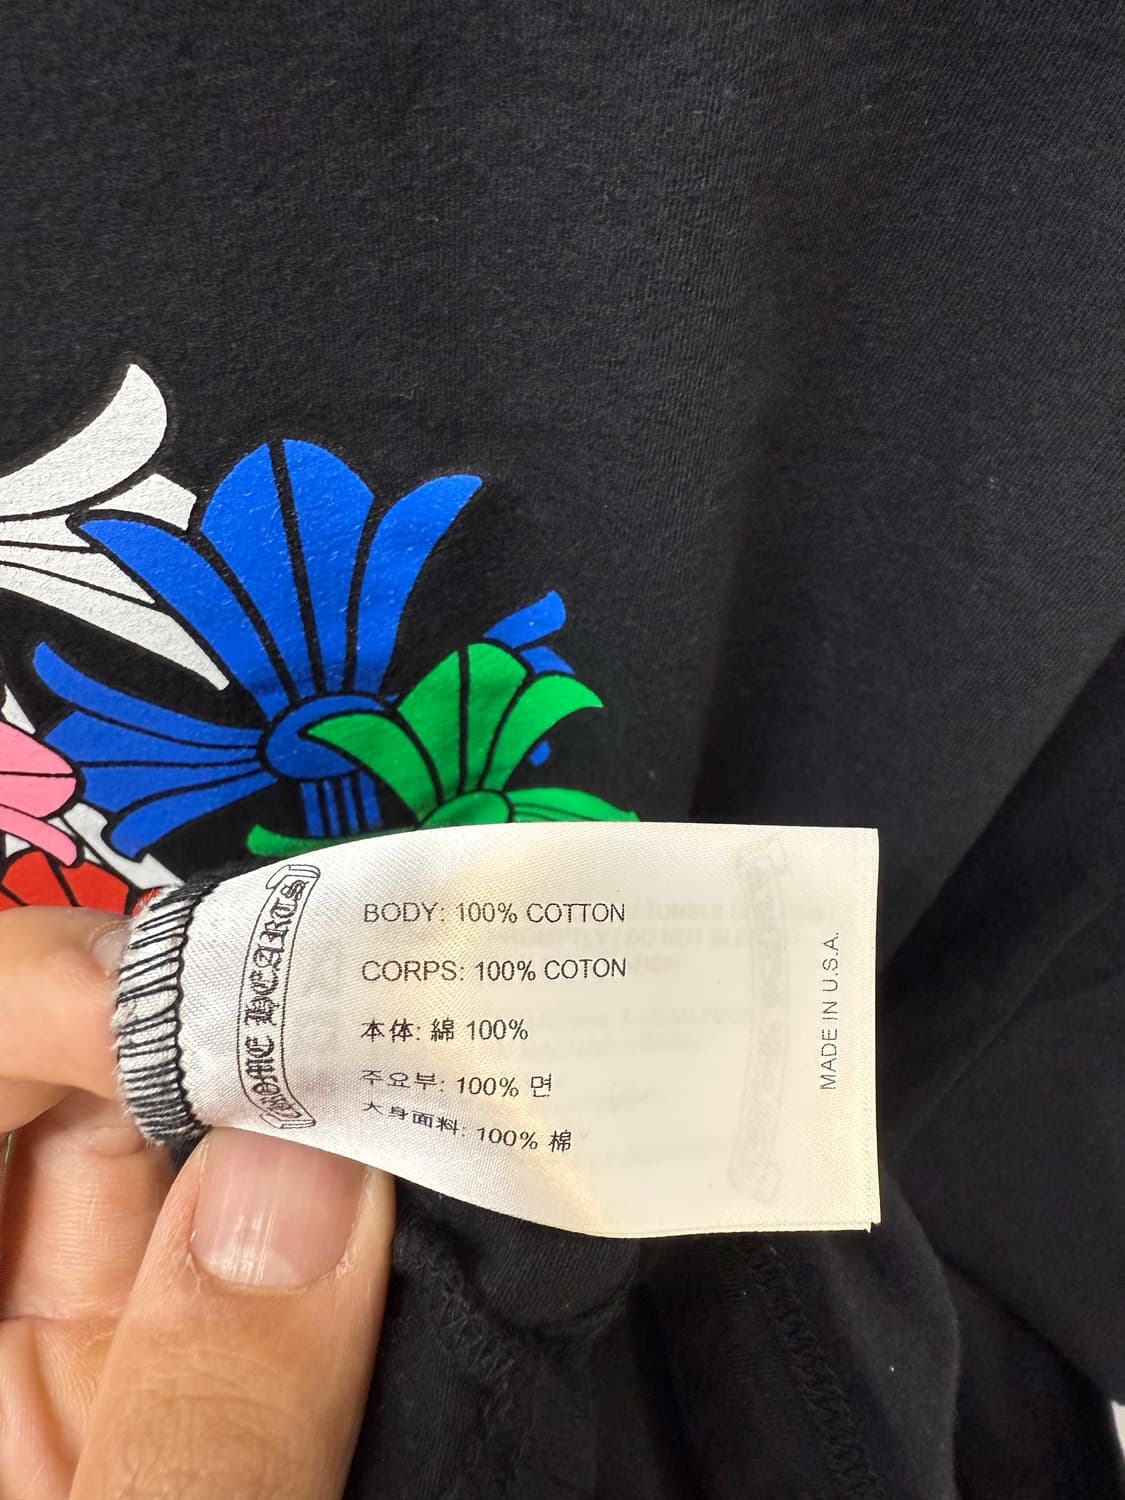 CHROME HEARTS
BODY: 100% COTTON
CORPS: 100% COTON
本体: 綿 100%
주요부: 100% 면
大身面料: 100% 棉
MADE IN U.S.A.